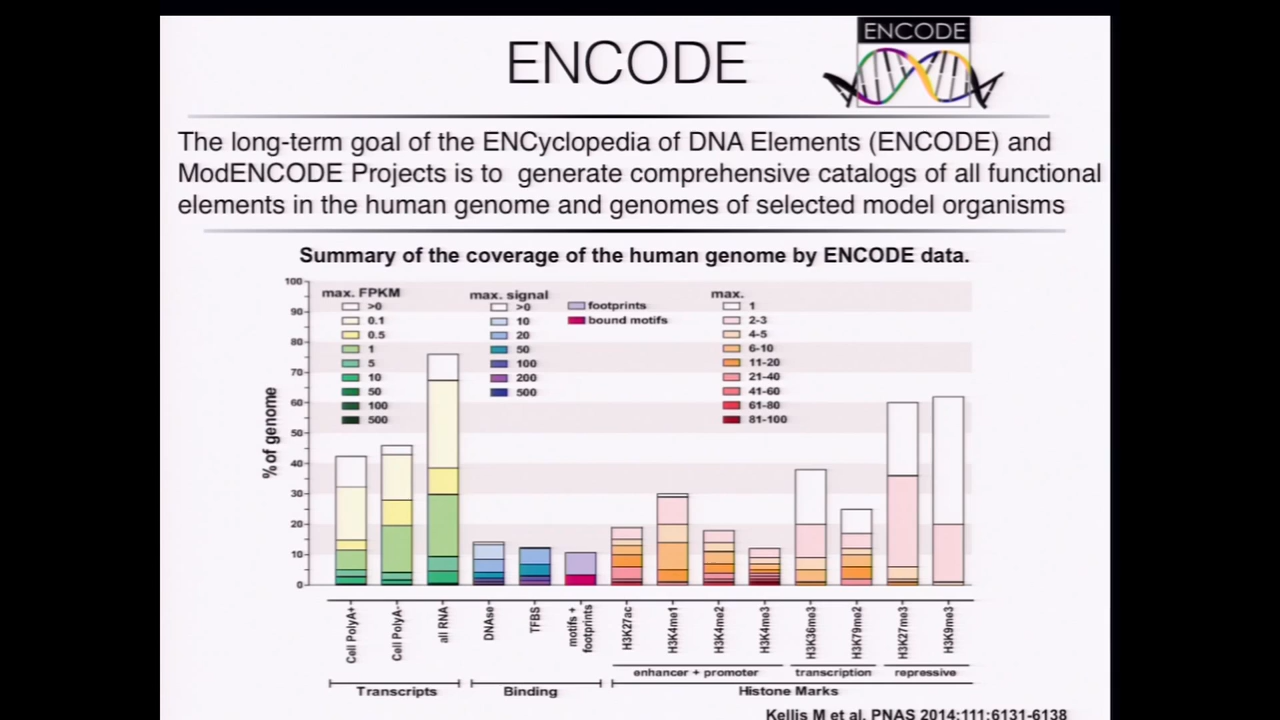 ENCODE
ENCODE
The long-term goal of the ENCyclopedia of DNA Elements (ENCODE) and
ModENCODE Projects is to generate comprehensive catalogs of all functional
elements in the human genome and genomes of selected model organisms
Summary of the coverage of the human genome by ENCODE data.
% of genome
100
90
80
70
60
50
40
30
20
10
0
max. FPKM
>0
0.1
0.5
1
5
10
50
100
500
max. signal
>0
10
20
50
100
200
500
footprints
bound motifs
max.
1
2-3
4-5
6-10
11-20
21-40
41-60
61-80
81-100
Cell PolyA+
Cell PolyA-
all RNA
DNAse
TFBS
motifs +
footprints
H3K27ac
H3K4me1
H3K4me2
H3K4me3
H3K36me3
H3K79me2
H3K27me3
H3K9me3
enhancer + promoter
transcription
repressive
Transcripts
Binding
Histone Marks
Kellis M et al. PNAS 2014;111:6131-6138